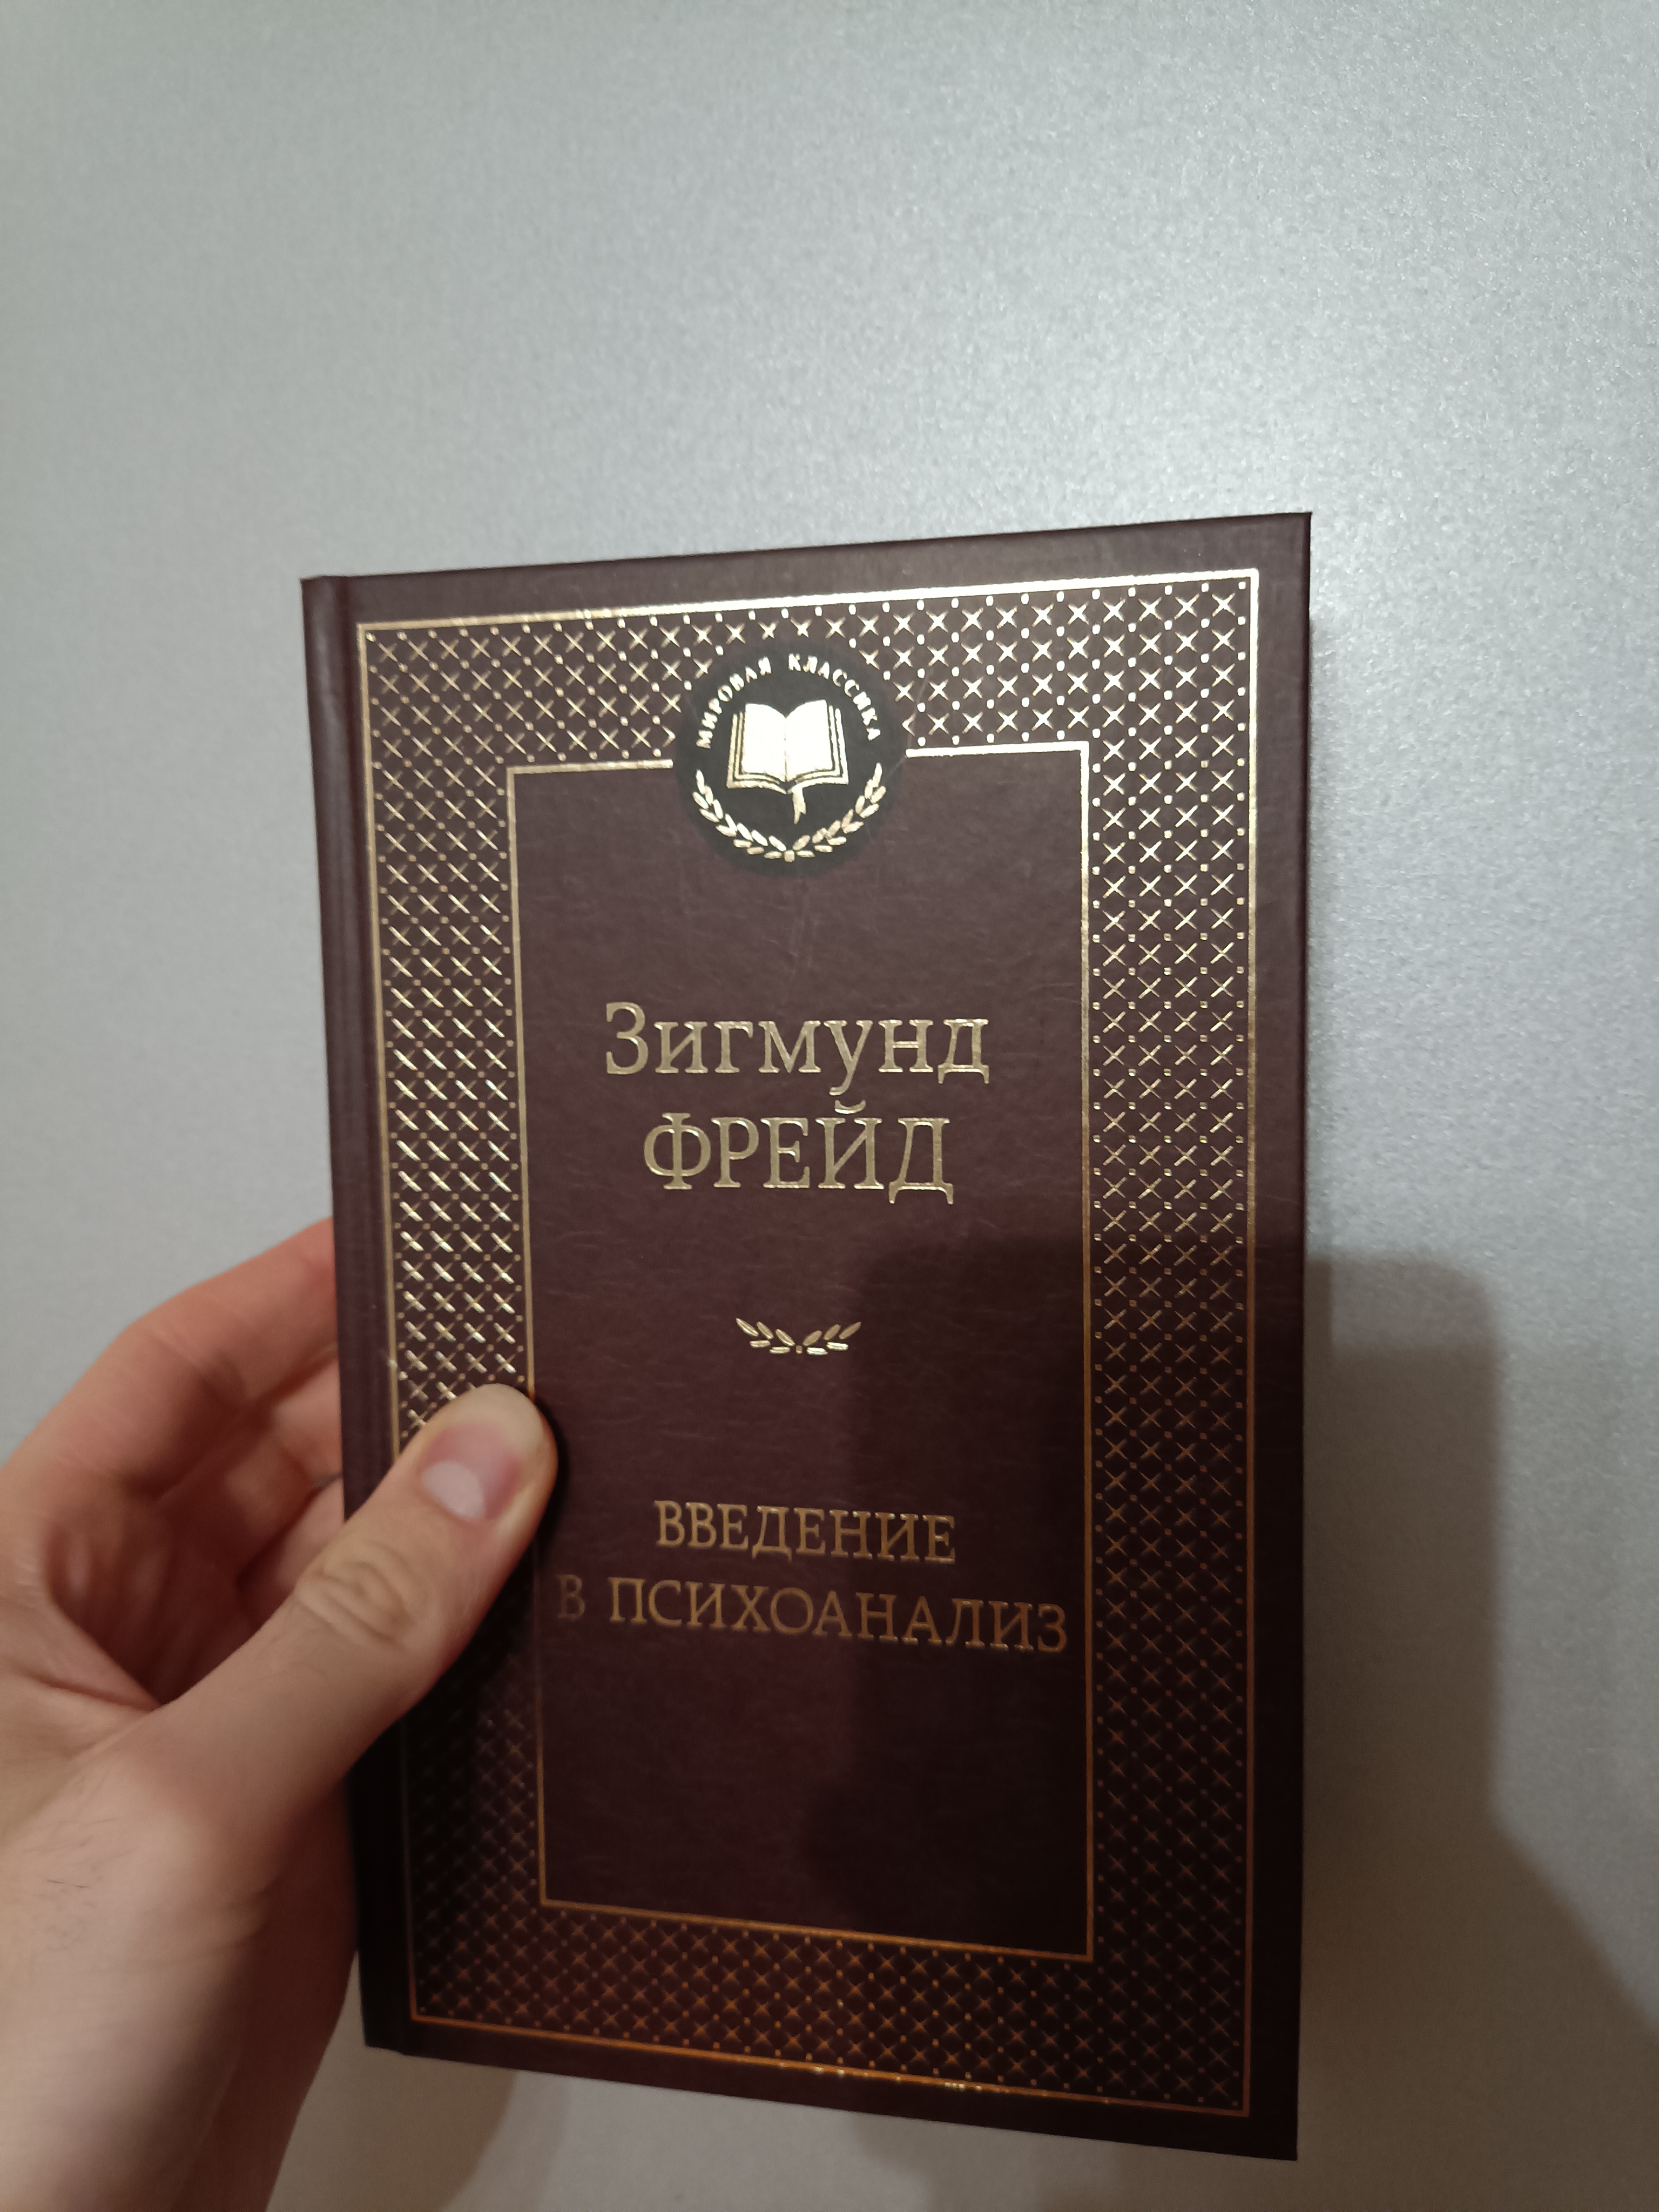 МИРОВАЯ КЛАССИКА
Зигмунд
ФРЕЙД
ВВЕДЕНИЕ
В ПСИХОАНАЛИЗ